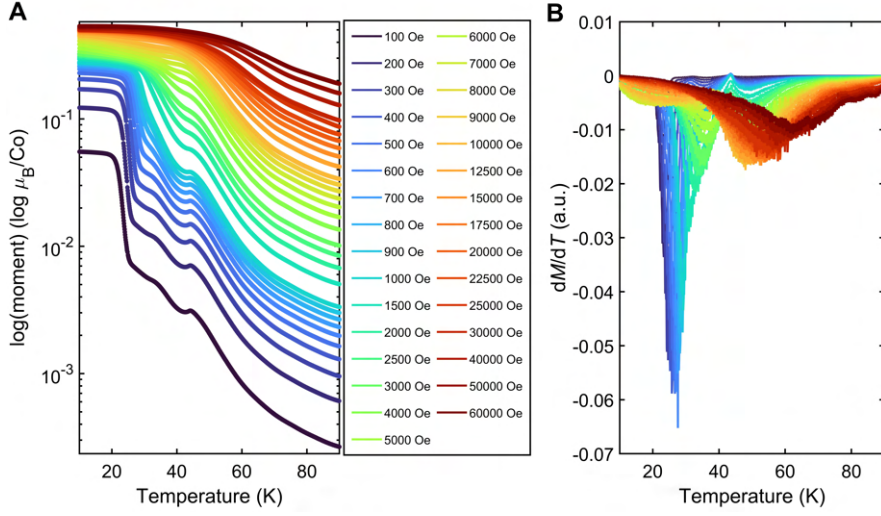 A
B
log(moment) (log μB/Co)
10-1
10-2
10-3
20
40
60
80
Temperature (K)
100 Oe
200 Oe
300 Oe
400 Oe
500 Oe
600 Oe
700 Oe
800 Oe
900 Oe
1000 Oe
1500 Oe
2000 Oe
2500 Oe
3000 Oe
4000 Oe
5000 Oe
6000 Oe
7000 Oe
8000 Oe
9000 Oe
10000 Oe
12500 Oe
15000 Oe
17500 Oe
20000 Oe
22500 Oe
25000 Oe
30000 Oe
40000 Oe
50000 Oe
60000 Oe
dM/dT (a.u.)
0.01
0
-0.01
-0.02
-0.03
-0.04
-0.05
-0.06
-0.07
20
40
60
80
Temperature (K)